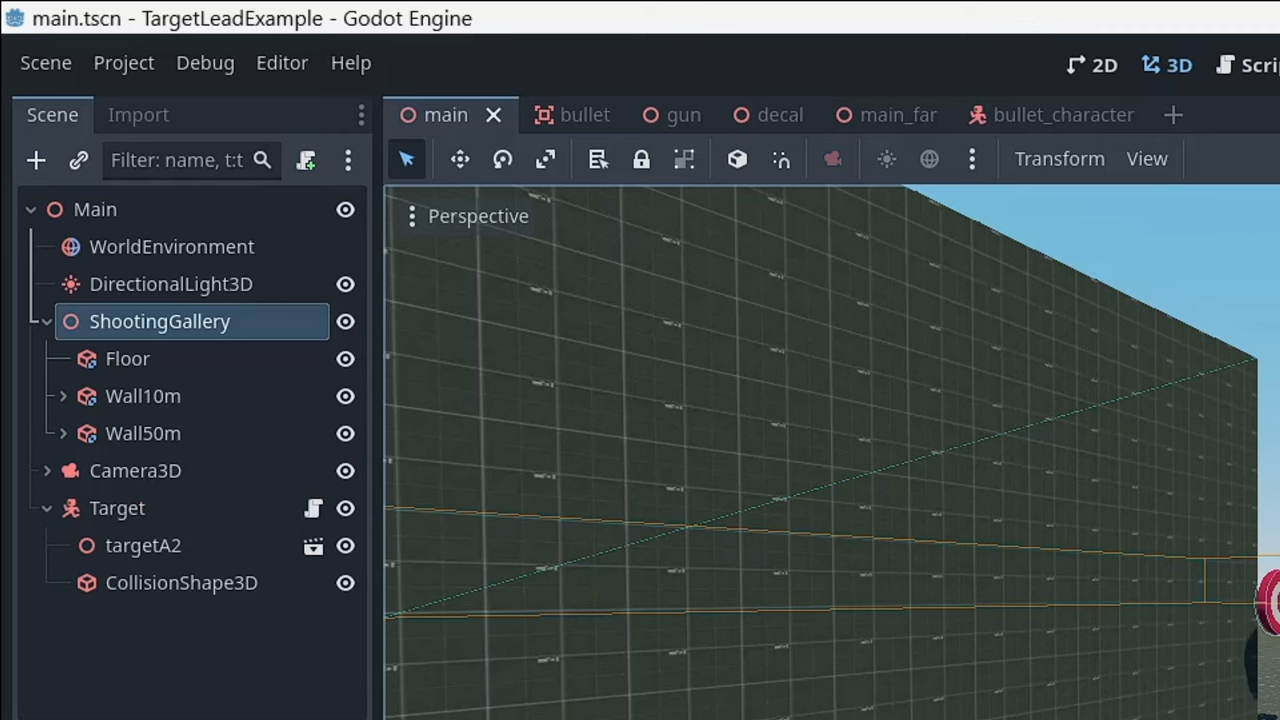 main.tscn - TargetLeadExample - Godot Engine
Scene Project Debug Editor Help
2D 3D Scri
Scene Import
main bullet gun decal main_far bullet_character
Filter: name, t:t
Transform View
Perspective
Main
WorldEnvironment
DirectionalLight3D
ShootingGallery
Floor
Wall10m
Wall50m
Camera3D
Target
targetA2
CollisionShape3D